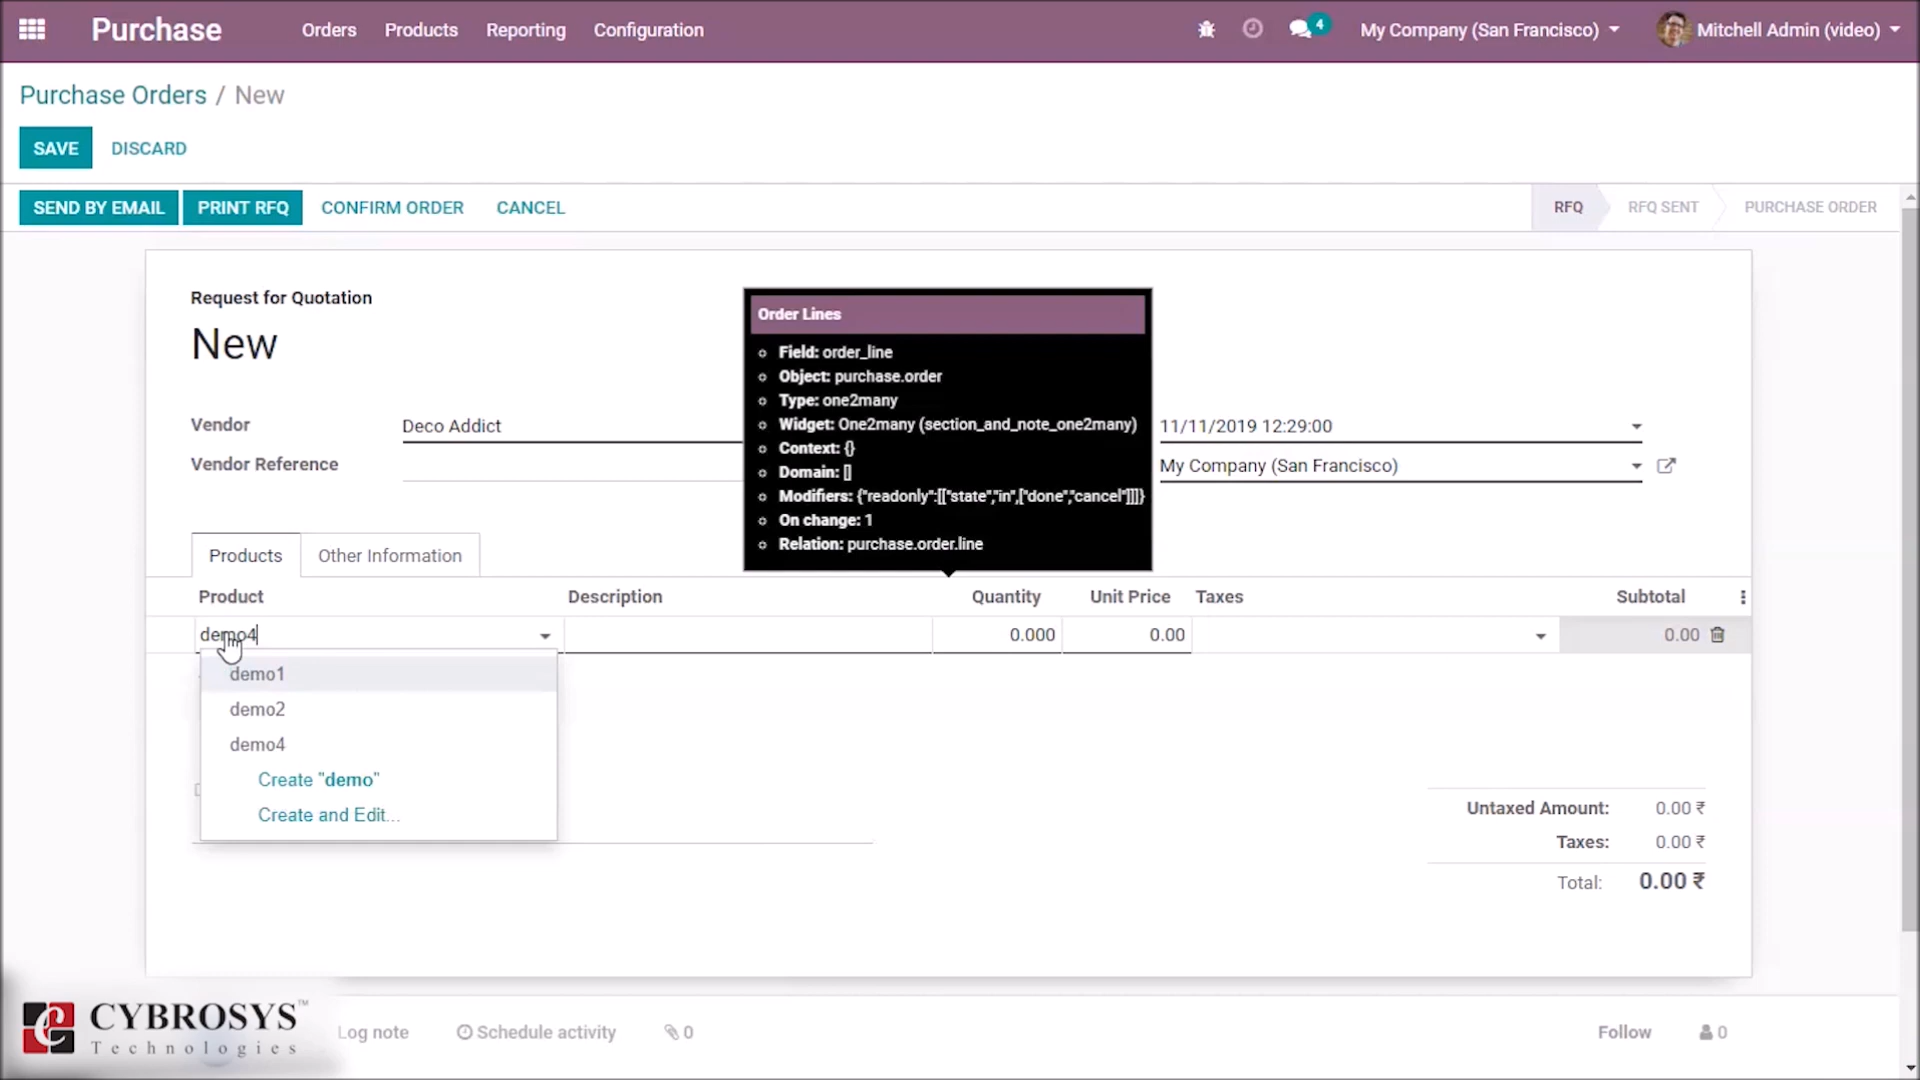 Purchase Orders Products Reporting Configuration 4 My Company (San Francisco) Mitchell Admin (video)
Purchase Orders / New
SAVE DISCARD
SEND BY EMAIL PRINT RFQ CONFIRM ORDER CANCEL RFQ RFQ SENT PURCHASE ORDER
Request for Quotation
New
Vendor Deco Addict 11/11/2019 12:29:00
Vendor Reference My Company (San Francisco)
Order Lines
Field: order_line
Object: purchase.order
Type: one2many
Widget: One2many (section_and_note_one2many)
Context: {}
Domain: []
Modifiers: {"readonly":[["state","in",["done","cancel"]]]}
On change: 1
Relation: purchase.order.line
Products Other Information
Product Description Quantity Unit Price Taxes Subtotal
demo4 0.000 0.00 0.00
demo1
demo2
demo4
Create "demo"
Create and Edit...
Untaxed Amount: 0.00 ₹
Taxes: 0.00 ₹
Total: 0.00 ₹
CYBROSYS™
Technologies
Log note Schedule activity 0 Follow 0